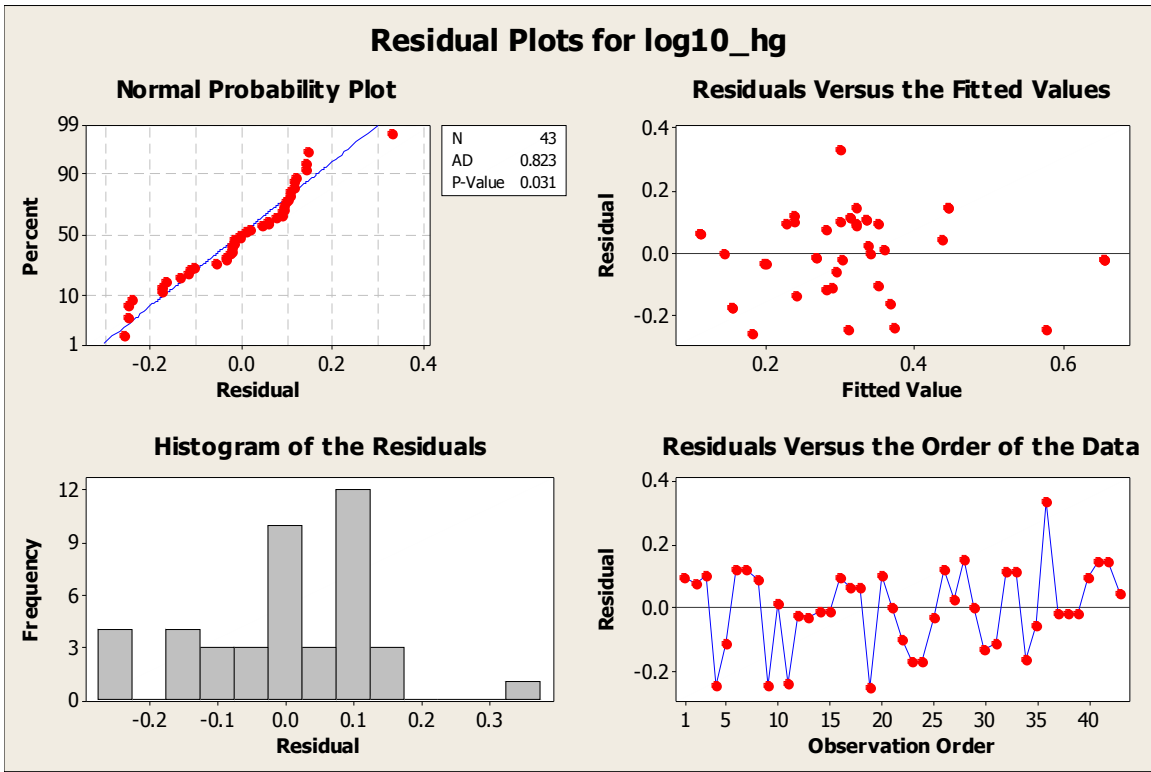 Residual Plots for log10_hg
Normal Probability Plot
Percent
99
90
50
10
1
-0.2
0.0
0.2
0.4
Residual
N 43
AD 0.823
P-Value 0.031
Residuals Versus the Fitted Values
Residual
0.4
0.2
0.0
-0.2
0.2
0.4
0.6
Fitted Value
Histogram of the Residuals
Frequency
12
9
6
3
0
-0.2
-0.1
0.0
0.1
0.2
0.3
Residual
Residuals Versus the Order of the Data
Residual
0.4
0.2
0.0
-0.2
1
5
10
15
20
25
30
35
40
Observation Order